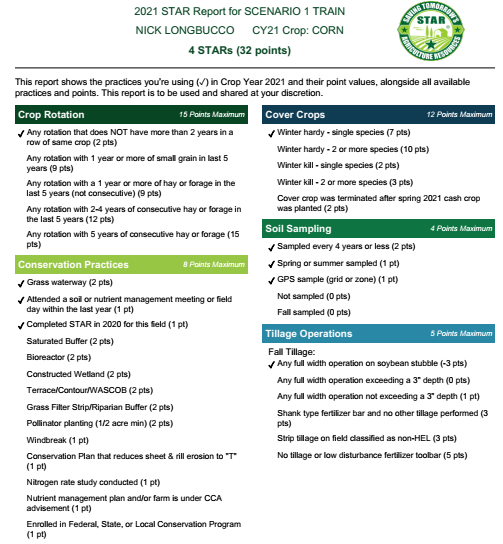 2021 STAR Report for SCENARIO 1 TRAIN
NICK LONGBUCCO CY21 Crop: CORN
4 STARs (32 points)
SAVING TOMORROW'S
STAR
AGRICULTURE RESOURCES
This report shows the practices you're using (✓) in Crop Year 2021 and their point values, alongside all available
practices and points. This report is to be used and shared at your discretion.
Crop Rotation 15 Points Maximum
✓ Any rotation that does NOT have more than 2 years in a
row of same crop (2 pts)
Any rotation with 1 year or more of small grain in last 5
years (9 pts)
Any rotation with a 1 year or more of hay or forage in the
last 5 years (not consecutive) (9 pts)
Any rotation with 2-4 years of consecutive hay or forage in
the last 5 years (12 pts)
Any rotation with 5 years of consecutive hay or forage (15
pts)
Conservation Practices 8 Points Maximum
✓ Grass waterway (2 pts)
✓ Attended a soil or nutrient management meeting or field
day within the last year (1 pt)
✓ Completed STAR in 2020 for this field (1 pt)
Saturated Buffer (2 pts)
Bioreactor (2 pts)
Constructed Wetland (2 pts)
Terrace/Contour/WASCOB (2 pts)
Grass Filter Strip/Riparian Buffer (2 pts)
Pollinator planting (1/2 acre min) (2 pts)
Windbreak (1 pt)
Conservation Plan that reduces sheet & rill erosion to "T"
(1 pt)
Nitrogen rate study conducted (1 pt)
Nutrient management plan and/or farm is under CCA
advisement (1 pt)
Enrolled in Federal, State, or Local Conservation Program
(1 pt)
Cover Crops 12 Points Maximum
✓ Winter hardy - single species (7 pts)
Winter hardy - 2 or more species (10 pts)
Winter kill - single species (2 pts)
Winter kill - 2 or more species (3 pts)
Cover crop was terminated after spring 2021 cash crop
was planted (2 pts)
Soil Sampling 4 Points Maximum
✓ Sampled every 4 years or less (2 pts)
✓ Spring or summer sampled (1 pt)
✓ GPS sample (grid or zone) (1 pt)
Not sampled (0 pts)
Fall sampled (0 pts)
Tillage Operations 5 Points Maximum
Fall Tillage:
✓ Any full width operation on soybean stubble (-3 pts)
Any full width operation exceeding a 3" depth (0 pts)
Any full width operation not exceeding a 3" depth (1 pt)
Shank type fertilizer bar and no other tillage performed (3
pts)
Strip tillage on field classified as non-HEL (3 pts)
No tillage or low disturbance fertilizer toolbar (5 pts)